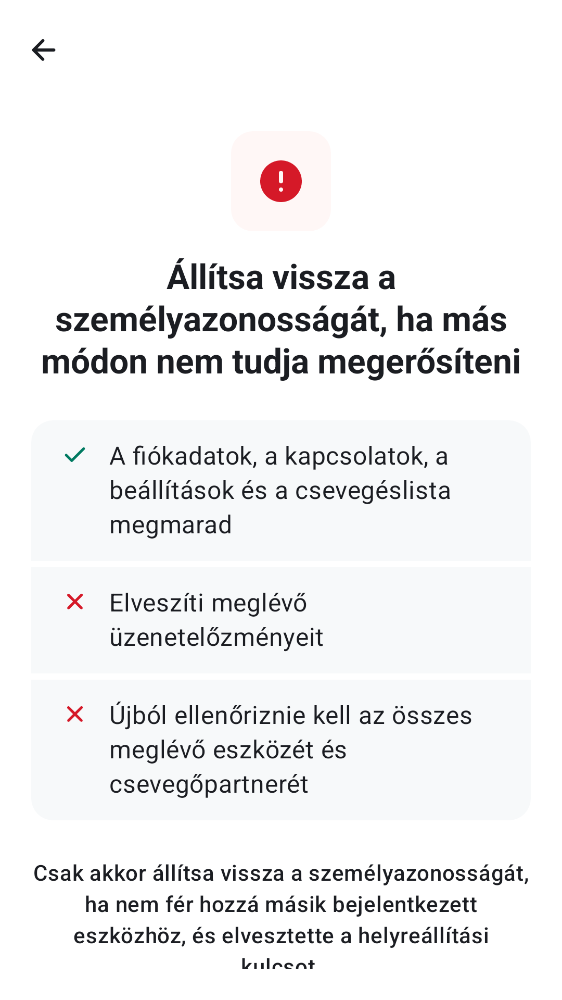 Állítsa vissza a
személyazonosságát, ha más
módon nem tudja megerősíteni
A fiókadatok, a kapcsolatok, a
beállítások és a csevegéslista
megmarad
Elveszíti meglévő
üzenetelőzményeit
Újból ellenőriznie kell az összes
meglévő eszközét és
csevegőpartnerét
Csak akkor állítsa vissza a személyazonosságát,
ha nem fér hozzá másik bejelentkezett
eszközhöz, és elvesztette a helyreállítási
kulcsot